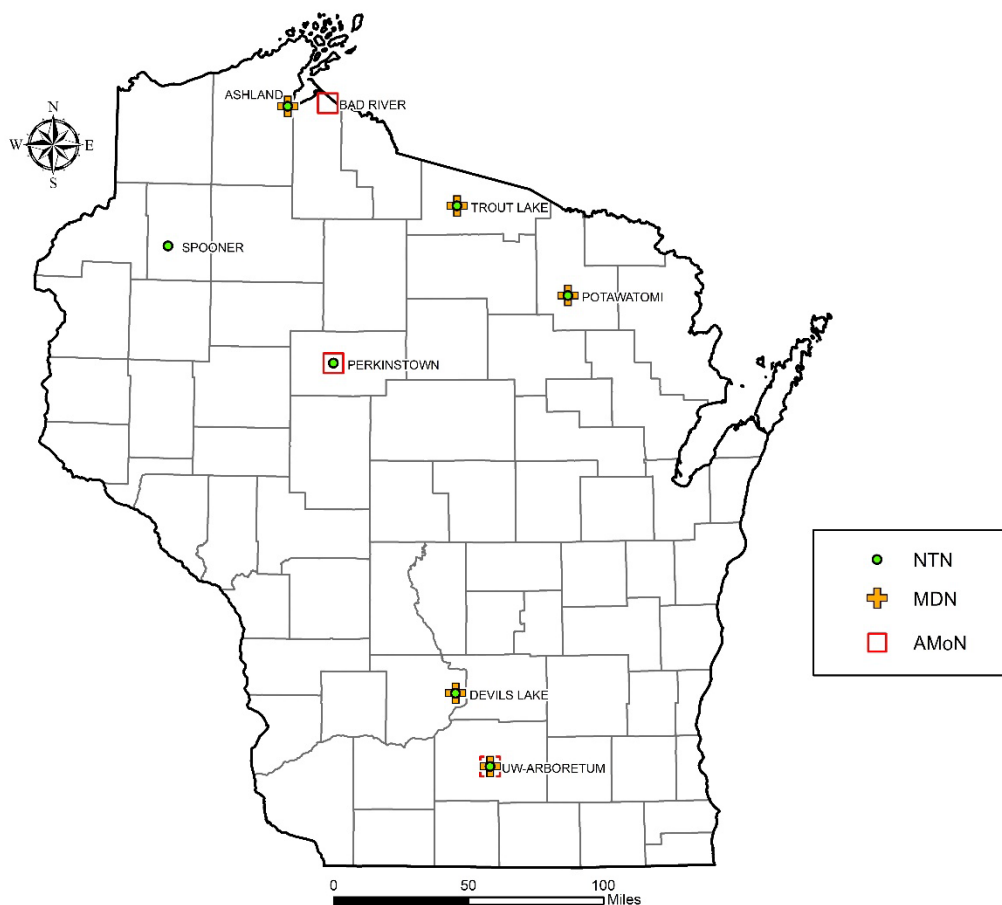 ASHLAND
BAD RIVER
N
W E
S
TROUT LAKE
SPOONER
POTAWATOMI
PERKINSTOWN
NTN
MDN
AMoN
DEVILS LAKE
UW-ARBORETUM
0 50 100
Miles